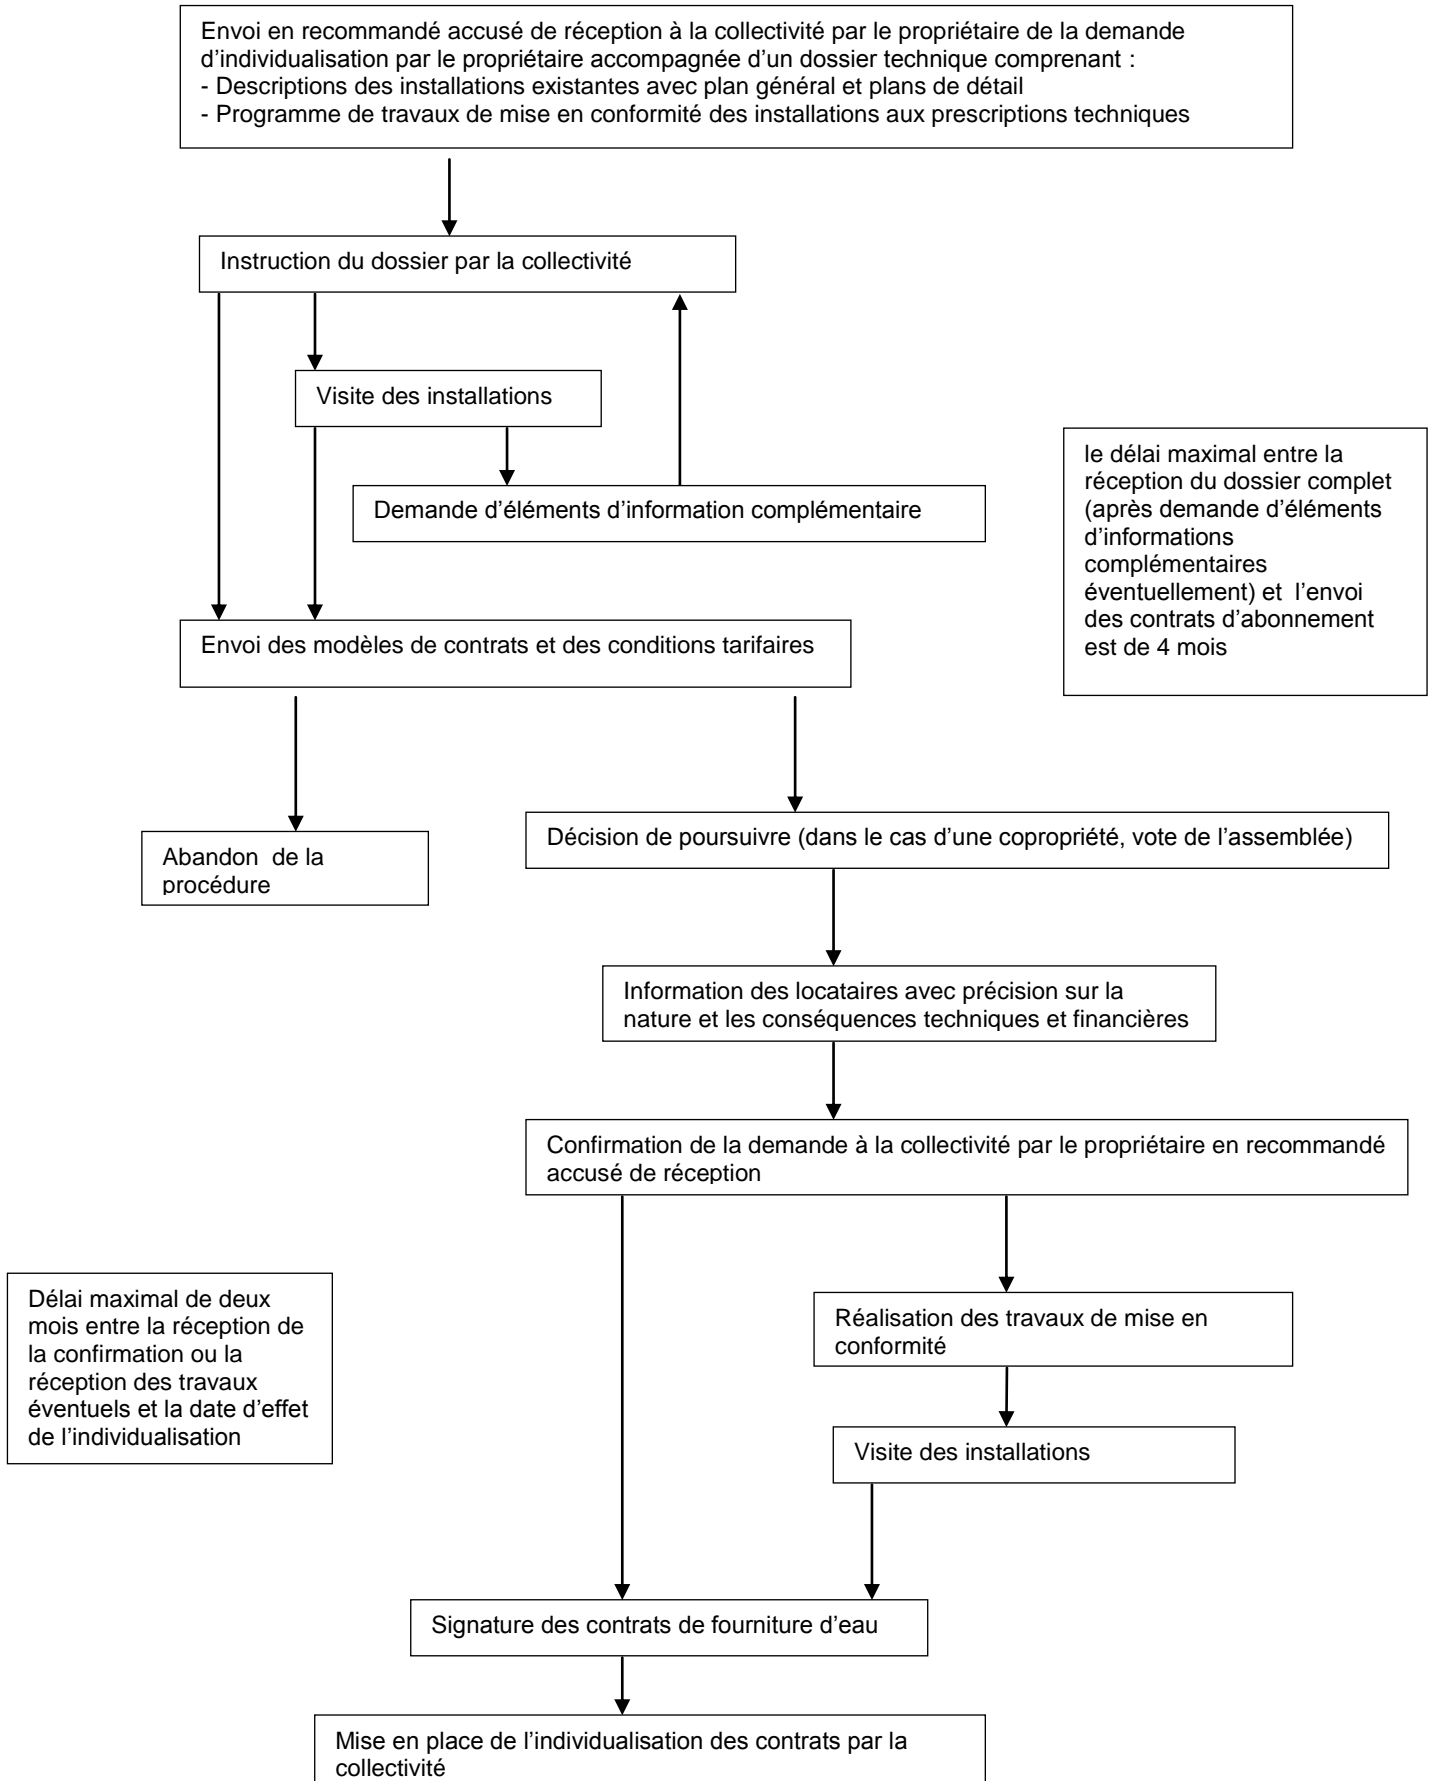 Envoi en recommandé accusé de réception à la collectivité par le propriétaire de la demande
d’individualisation par le propriétaire accompagnée d’un dossier technique comprenant :
- Descriptions des installations existantes avec plan général et plans de détail
- Programme de travaux de mise en conformité des installations aux prescriptions techniques
Instruction du dossier par la collectivité
Visite des installations
Demande d’éléments d’information complémentaire
le délai maximal entre la
réception du dossier complet
(après demande d’éléments
d’informations
complémentaires
éventuellement) et l’envoi
des contrats d’abonnement
est de 4 mois
Envoi des modèles de contrats et des conditions tarifaires
Abandon de la
procédure
Décision de poursuivre (dans le cas d’une copropriété, vote de l’assemblée)
Information des locataires avec précision sur la
nature et les conséquences techniques et financières
Confirmation de la demande à la collectivité par le propriétaire en recommandé
accusé de réception
Délai maximal de deux
mois entre la réception de
la confirmation ou la
réception des travaux
éventuels et la date d’effet
de l’individualisation
Réalisation des travaux de mise en
conformité
Visite des installations
Signature des contrats de fourniture d’eau
Mise en place de l’individualisation des contrats par la
collectivité